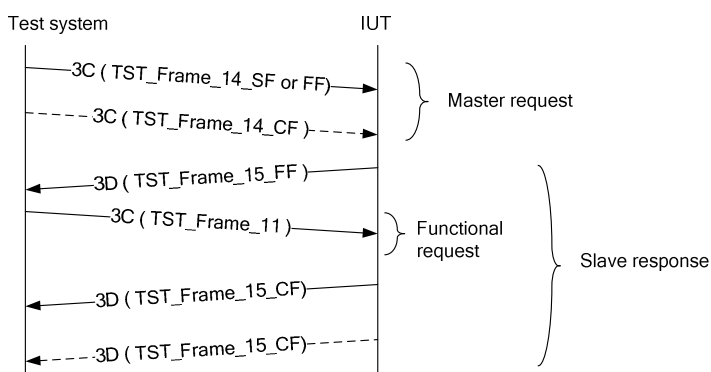 Test system
IUT
3C ( TST_Frame_14_SF or FF)
Master request
3C ( TST_Frame_14_CF )
3D ( TST_Frame_15_FF )
3C ( TST_Frame_11 )
Functional
request
Slave response
3D ( TST_Frame_15_CF)
3D ( TST_Frame_15_CF)